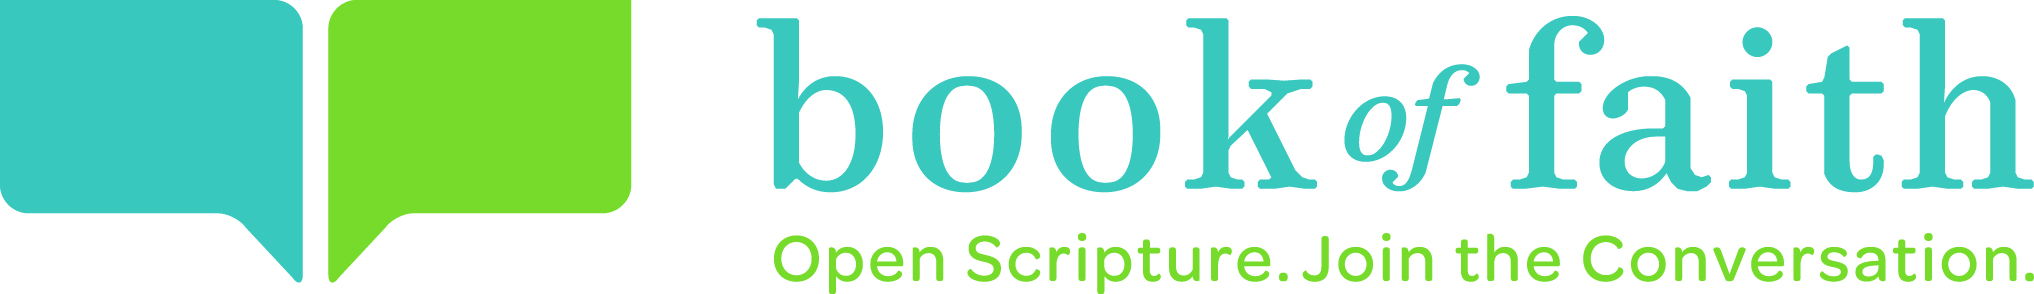 book of faith
Open Scripture. Join the Conversation.